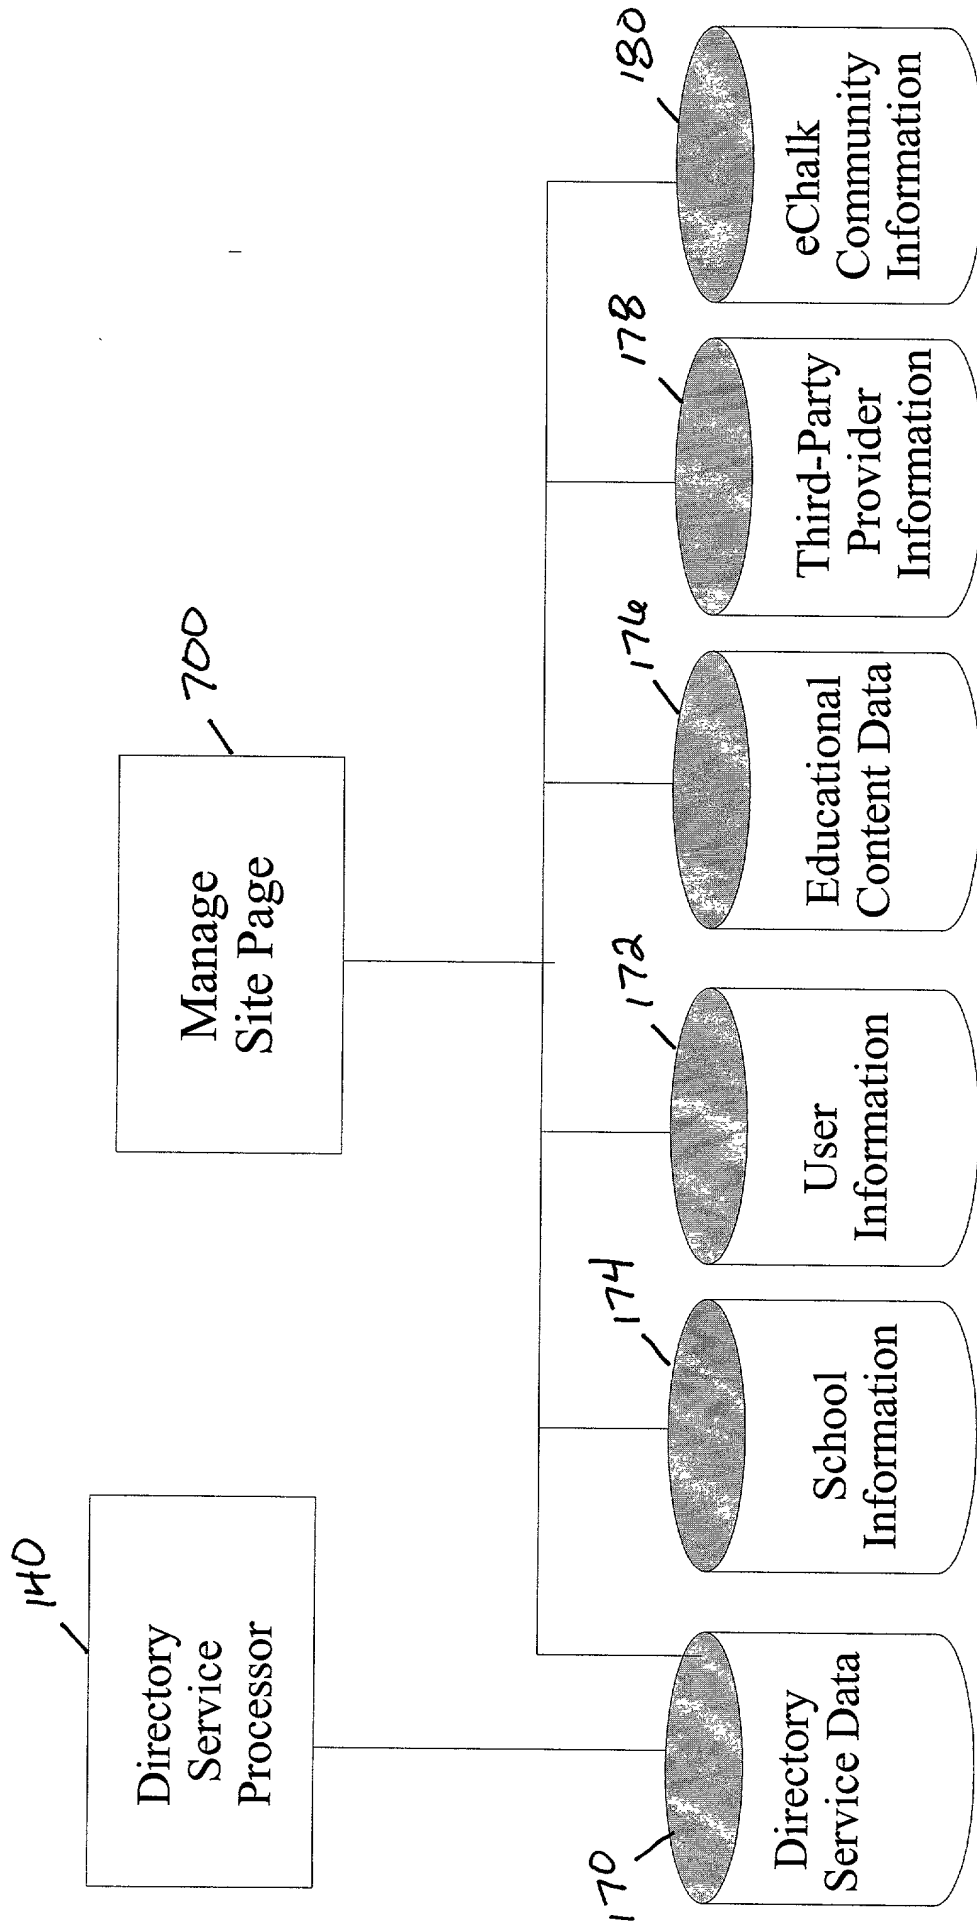 140
Directory
Service
Processor
700
Manage
Site Page
170
Directory
Service Data
174
School
Information
172
User
Information
176
Educational
Content Data
178
Third-Party
Provider
Information
180
eChalk
Community
Information